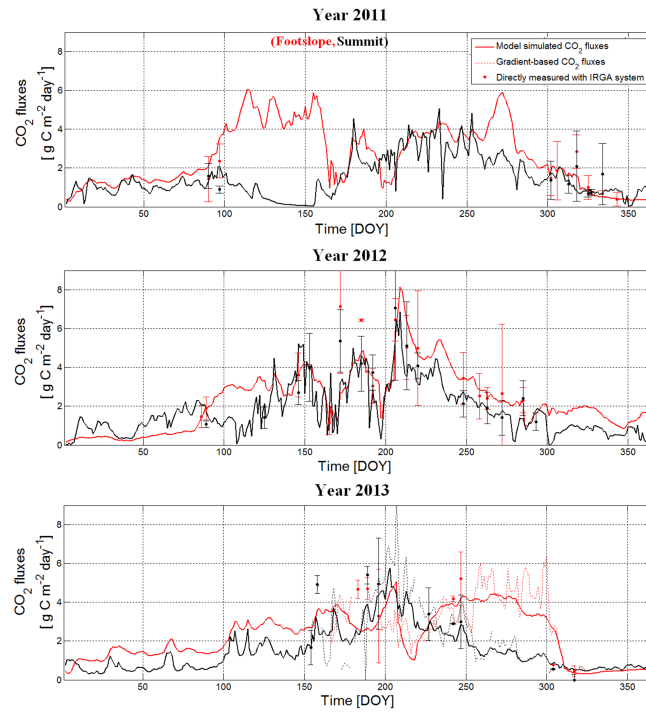 Year 2011
(Footslope, Summit)
Model simulated CO2 fluxes
Gradient-based CO2 fluxes
Directly measured with IRGA system
CO2 fluxes
[ g C m-2 day-1]
8
6
4
2
0
50 100 150 200 250 300 350
Time [DOY]
Year 2012
CO2 fluxes
[ g C m-2 day-1]
8
6
4
2
0
50 100 150 200 250 300 350
Time [DOY]
Year 2013
CO2 fluxes
[ g C m-2 day-1]
8
6
4
2
0
50 100 150 200 250 300 350
Time [DOY]